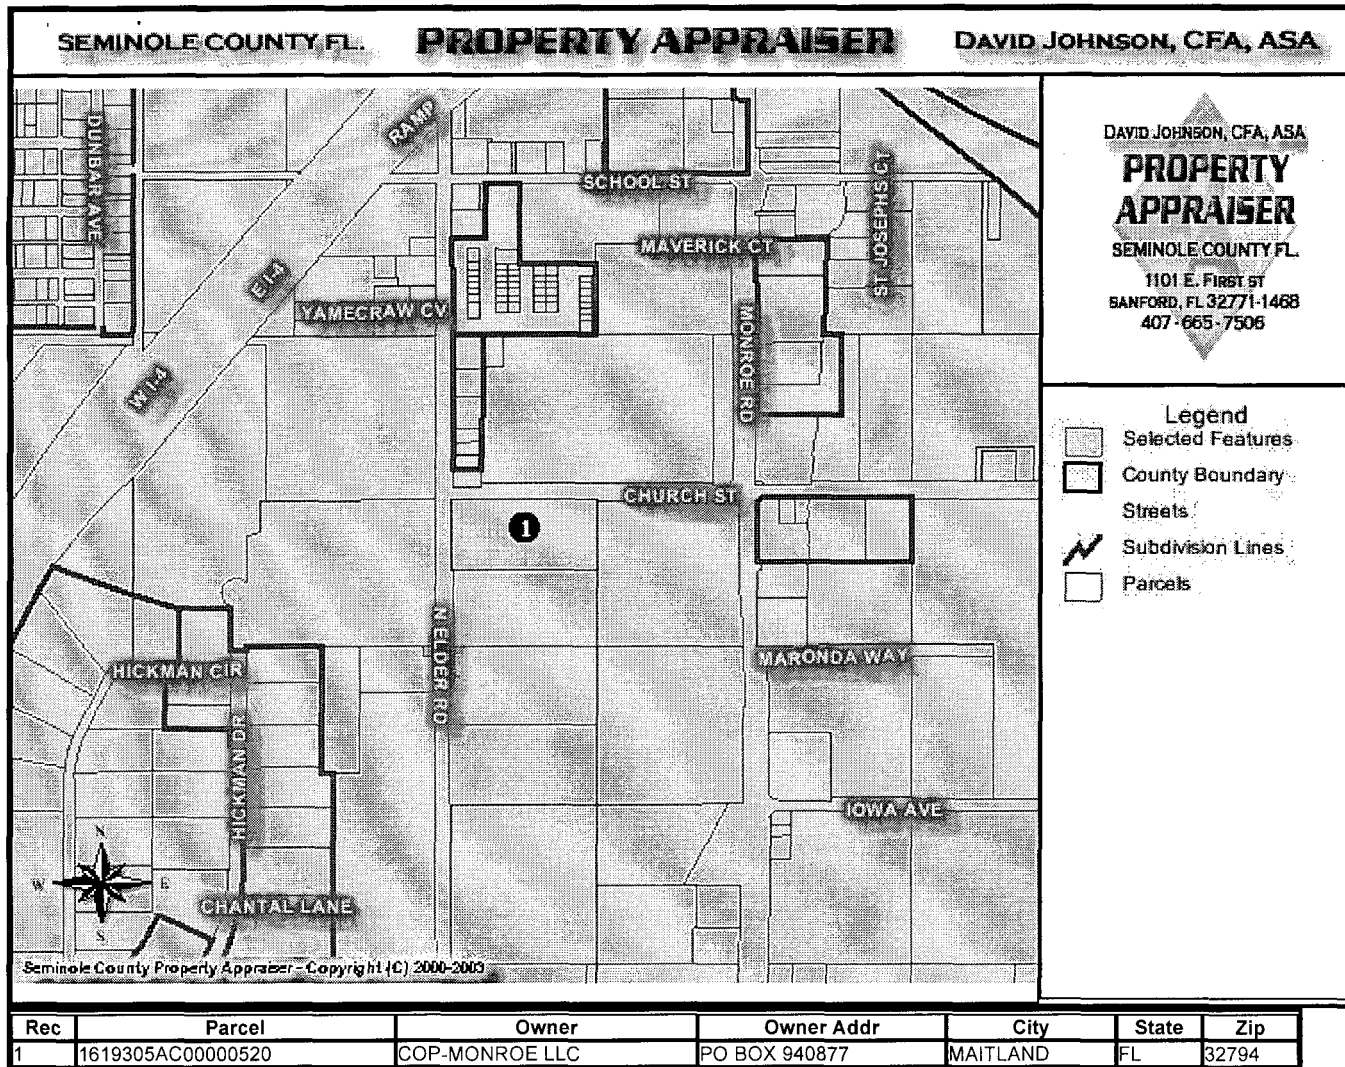 SEMINOLE COUNTY FL. PROPERTY APPRAISER DAVID JOHNSON, CFA, ASA
DAVID JOHNSON, CFA, ASA
PROPERTY
APPRAISER
SEMINOLE COUNTY FL.
1101 E. FIRST ST
SANFORD, FL 32771-1468
407-665-7506
Legend
Selected Features
County Boundary
Streets
Subdivision Lines
Parcels
DUNBAR AVE
RAMP
SCHOOL ST
ST JOSEPHS CT
MAVERICK CT
E I-4
YAMECRAW CV
MONROE RD
W I-4
CHURCH ST
1
N ELDER RD
HICKMAN CIR
MARONDA WAY
HICKMAN DR
IOWA AVE
N
W E
S
CHANTAL LANE
Seminole County Property Appraiser - Copyright (C) 2000-2003
Rec Parcel Owner Owner Addr City State Zip
1 1619305AC00000520 COP-MONROE LLC PO BOX 940877 MAITLAND FL 32794